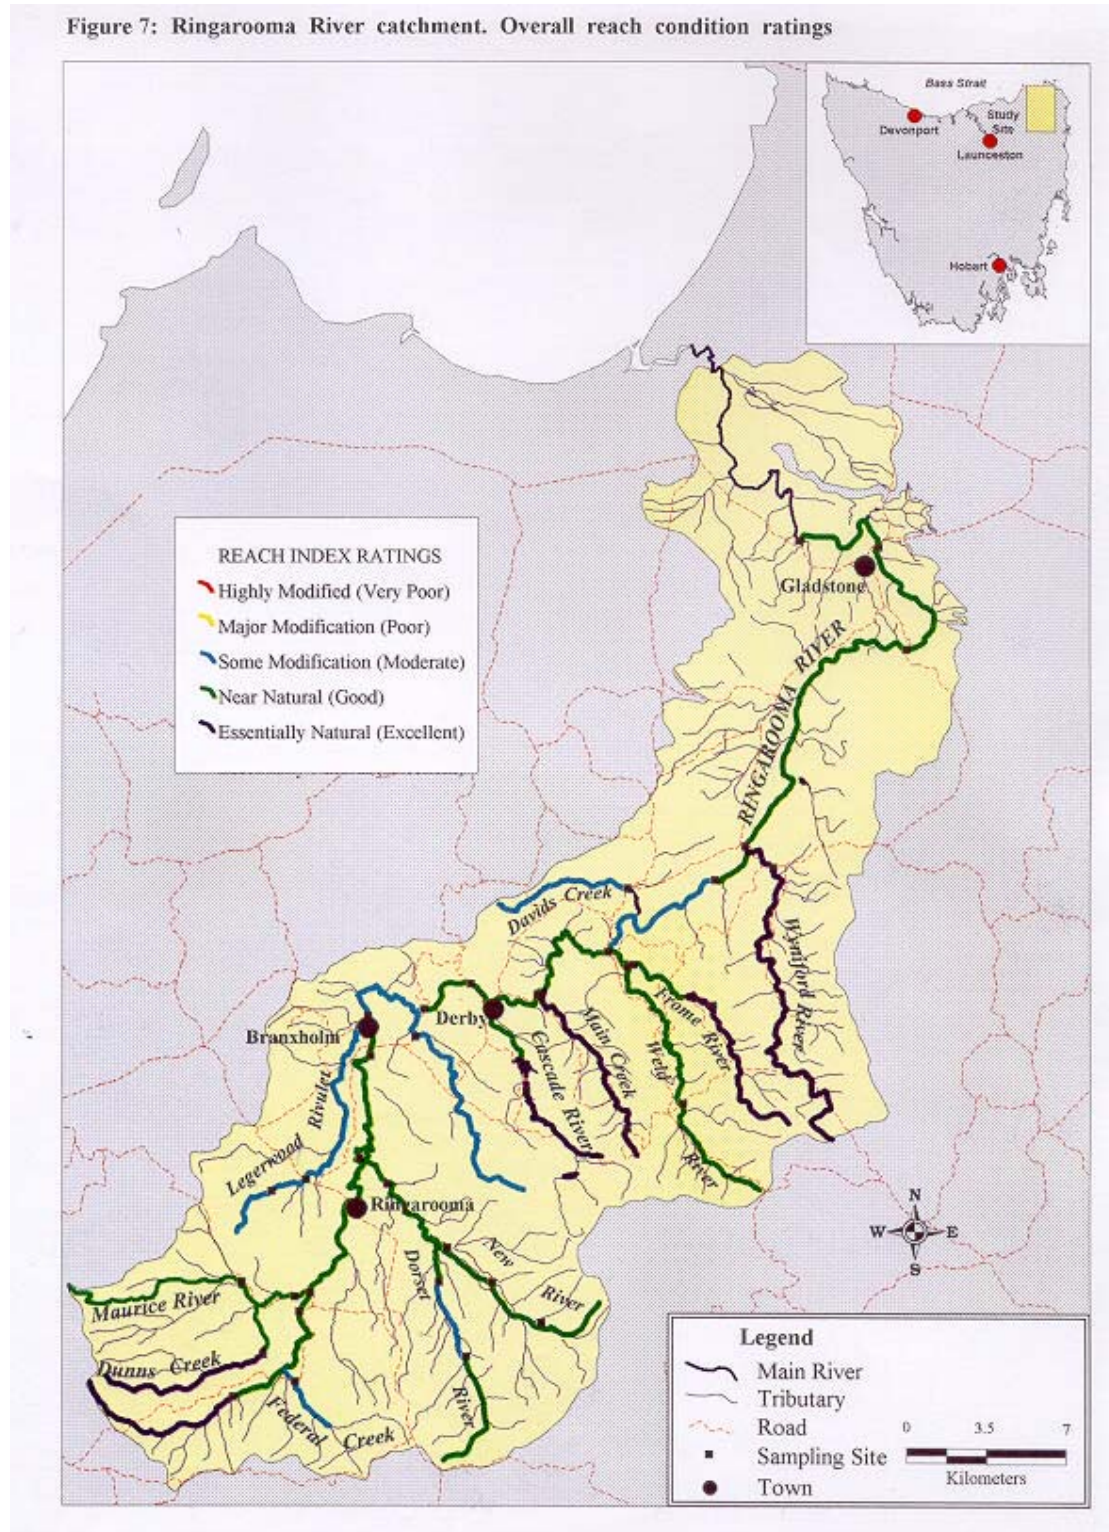 Figure 7: Ringarooma River catchment. Overall reach condition ratings
Bass Strait
Devonport
Study
Site
Launceston
Hobart
REACH INDEX RATINGS
Highly Modified (Very Poor)
Major Modification (Poor)
Some Modification (Moderate)
Near Natural (Good)
Essentially Natural (Excellent)
Gladstone
RINGAROOMA RIVER
Davids Creek
Wyniford River
Frome River
Main Creek
Weld River
Cascade River
Derby
Branxholm
Legerwood Rivulet
Ringarooma
Dorset River
New River
Maurice River
Dunns Creek
Federal Creek
N
W E
S
Legend
Main River
Tributary
Road
Sampling Site
Town
0 3.5 7
Kilometers